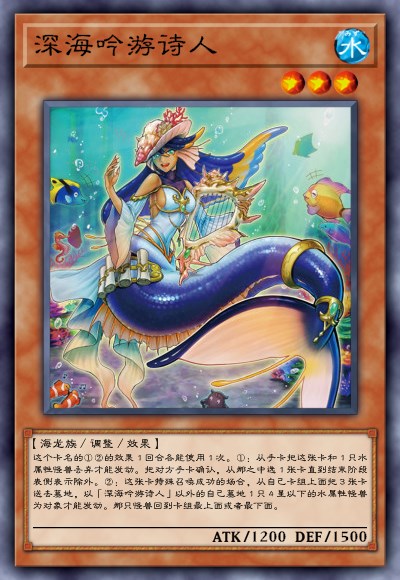 深海吟游诗人
水
【海龙族／调整／效果】
这个卡名的①②的效果１回合各能使用１次。①：从手卡把这张卡和１只水
属性怪兽丢弃才能发动。把对方手卡确认，从那之中选１张卡直到结束阶段
表侧表示除外。②：这张卡特殊召唤成功的场合，从自己卡组上面把３张卡
送去墓地，以「深海吟游诗人」以外的自己墓地１只４星以下的水属性怪兽
为对象才能发动。那只怪兽回到卡组最上面或者最下面。
ATK/1200 DEF/1500